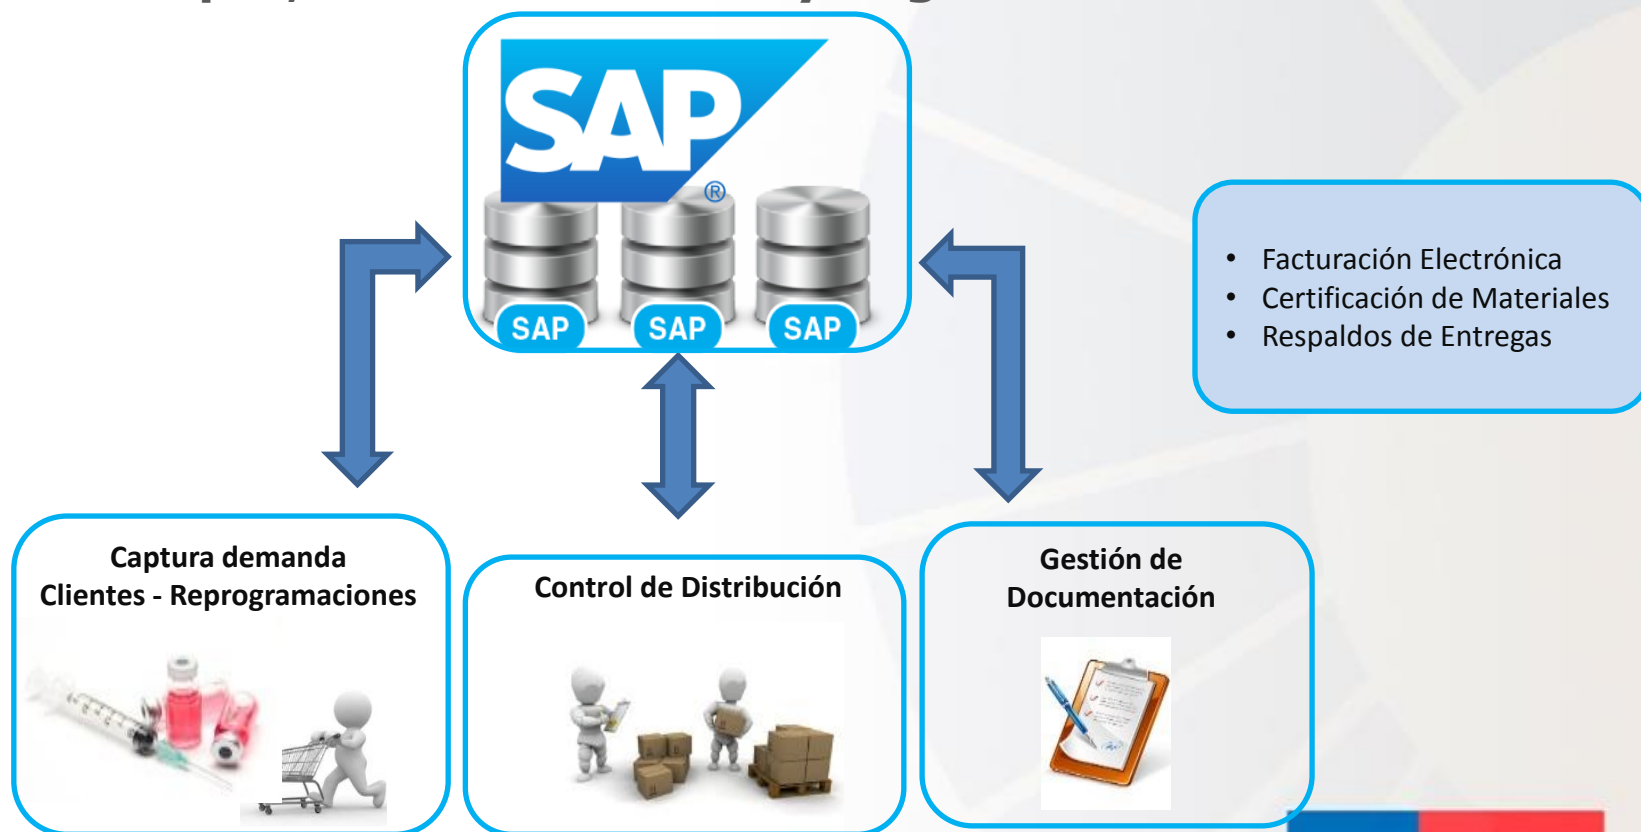 SAP
®
SAP SAP SAP
• Facturación Electrónica
• Certificación de Materiales
• Respaldos de Entregas
Captura demanda
Clientes - Reprogramaciones
Control de Distribución
Gestión de
Documentación